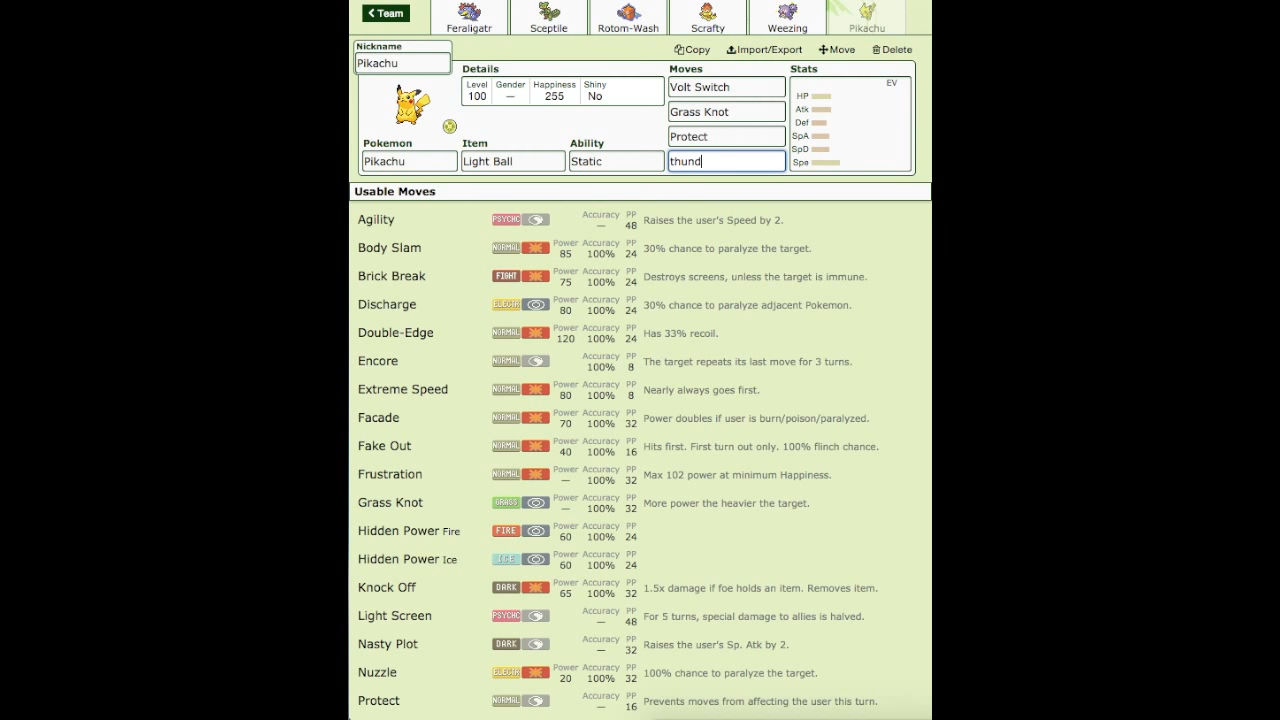 < Team
Feraligatr Sceptile Rotom-Wash Scrafty Weezing Pikachu
Nickname
Pikachu
Copy Import/Export Move Delete
Details
Level Gender Happiness Shiny
100 — 255 No
Moves
Volt Switch
Grass Knot
Protect
thund
Stats
EV
HP
Atk
Def
SpA
SpD
Spe
Pokemon Item Ability
Pikachu Light Ball Static
Usable Moves
Agility PSYCHC Accuracy — PP 48 Raises the user's Speed by 2.
Body Slam NORMAL Power 85 Accuracy 100% PP 24 30% chance to paralyze the target.
Brick Break FIGHT Power 75 Accuracy 100% PP 24 Destroys screens, unless the target is immune.
Discharge ELECTR Power 80 Accuracy 100% PP 24 30% chance to paralyze adjacent Pokemon.
Double-Edge NORMAL Power 120 Accuracy 100% PP 24 Has 33% recoil.
Encore NORMAL Accuracy 100% PP 8 The target repeats its last move for 3 turns.
Extreme Speed NORMAL Power 80 Accuracy 100% PP 8 Nearly always goes first.
Facade NORMAL Power 70 Accuracy 100% PP 32 Power doubles if user is burn/poison/paralyzed.
Fake Out NORMAL Power 40 Accuracy 100% PP 16 Hits first. First turn out only. 100% flinch chance.
Frustration NORMAL Power — Accuracy 100% PP 32 Max 102 power at minimum Happiness.
Grass Knot GRASS Power — Accuracy 100% PP 32 More power the heavier the target.
Hidden Power Fire FIRE Power 60 Accuracy 100% PP 24
Hidden Power Ice ICE Power 60 Accuracy 100% PP 24
Knock Off DARK Power 65 Accuracy 100% PP 32 1.5x damage if foe holds an item. Removes item.
Light Screen PSYCHC Accuracy — PP 48 For 5 turns, special damage to allies is halved.
Nasty Plot DARK Accuracy — PP 32 Raises the user's Sp. Atk by 2.
Nuzzle ELECTR Power 20 Accuracy 100% PP 32 100% chance to paralyze the target.
Protect NORMAL Accuracy — PP 16 Prevents moves from affecting the user this turn.